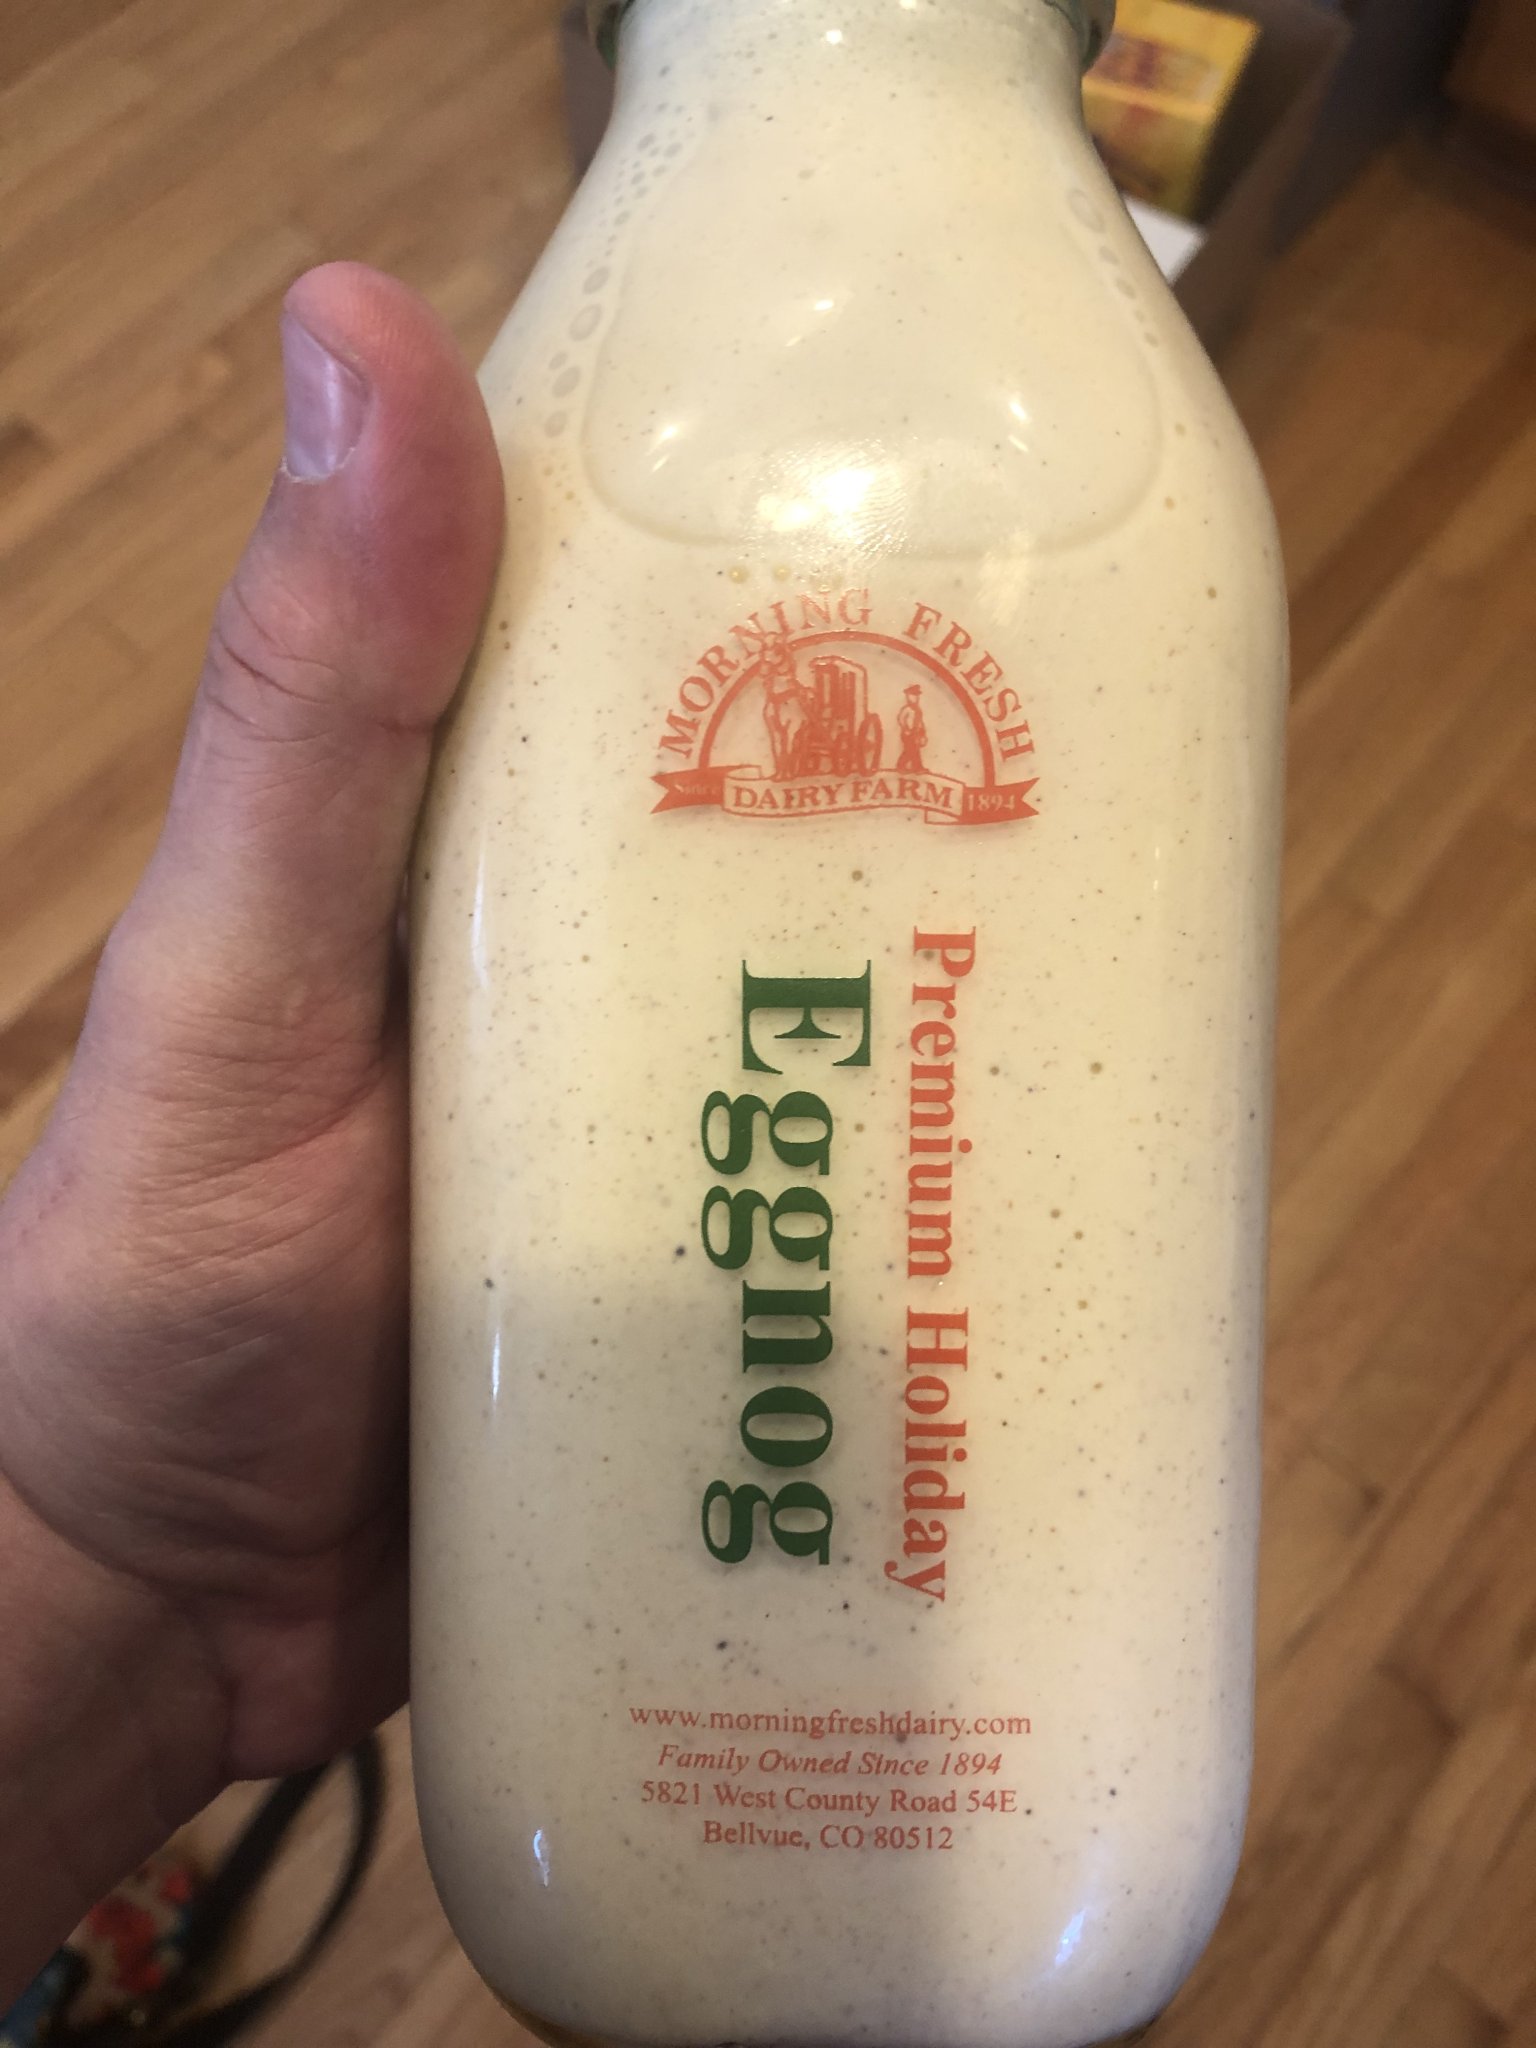 MORNING FRESH
Since DAIRY FARM 1894
Premium Holiday
Eggnog
www.morningfreshdairy.com
Family Owned Since 1894
5821 West County Road 54E
Bellvue, CO 80512